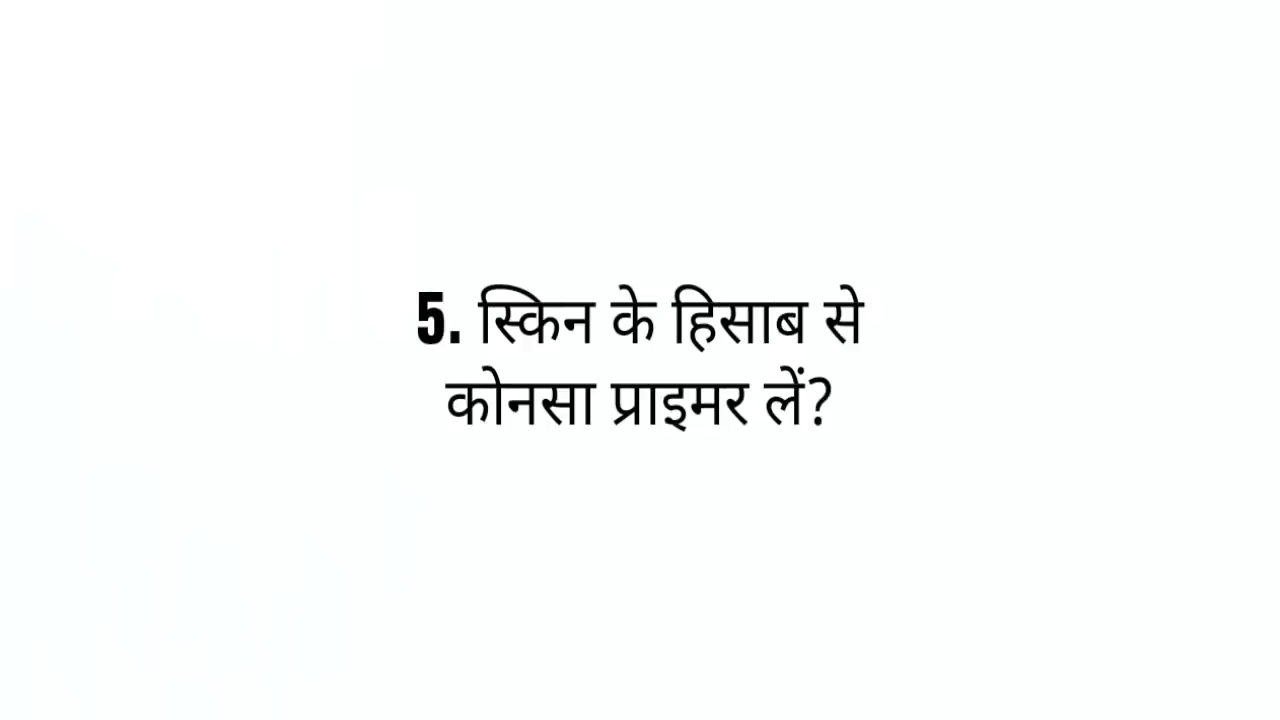 5. स्किन के हिसाब से
कोनसा प्राइमर लें?